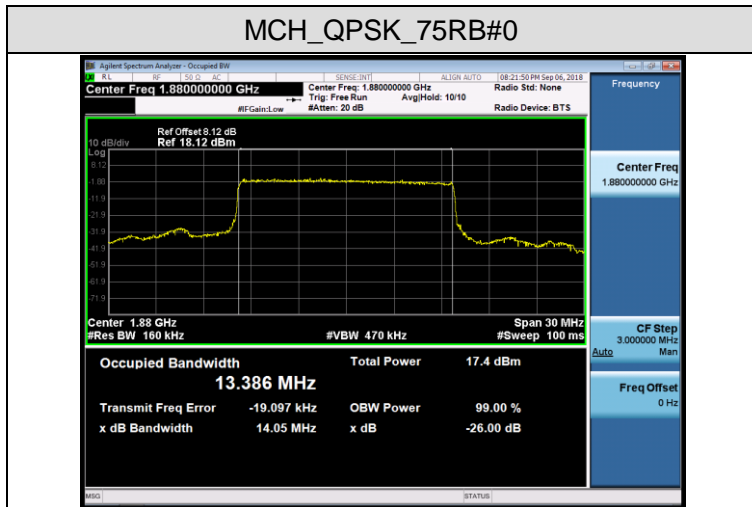 MCH_QPSK_75RB#0
Agilent Spectrum Analyzer - Occupied BW
RL RF 50 Ω AC SENSE:INT ALIGN AUTO 08:21:50 PM Sep 06, 2018
Center Freq 1.880000000 GHz
Center Freq: 1.880000000 GHz
Radio Std: None
Trig: Free Run Avg|Hold: 10/10
#IFGain:Low #Atten: 20 dB Radio Device: BTS
Ref Offset 8.12 dB
10 dB/div Ref 18.12 dBm
Log
8.12
-1.88
-11.9
-21.9
-31.9
-41.9
-51.9
-61.9
-71.9
Center 1.88 GHz Span 30 MHz
#Res BW 160 kHz #VBW 470 kHz #Sweep 100 ms
Occupied Bandwidth Total Power 17.4 dBm
13.386 MHz
Transmit Freq Error -19.097 kHz OBW Power 99.00 %
x dB Bandwidth 14.05 MHz x dB -26.00 dB
MSG STATUS
Frequency
Center Freq
1.880000000 GHz
CF Step
3.000000 MHz
Auto Man
Freq Offset
0 Hz